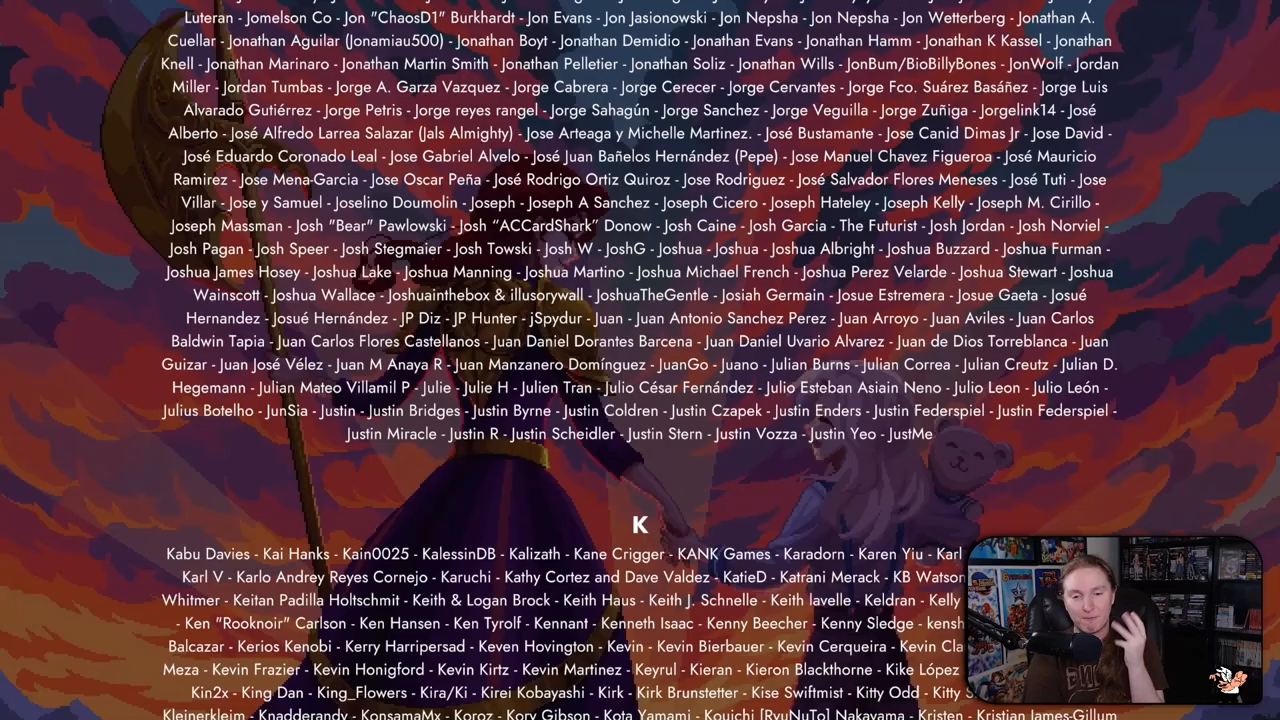 Luteran - Jomelson Co - Jon "ChaosD1" Burkhardt - Jon Evans - Jon Jasionowski - Jon Nepsha - Jon Nepsha - Jon Wetterberg - Jonathan A.
Cuellar - Jonathan Aguilar (Jonamiau500) - Jonathan Boyt - Jonathan Demidio - Jonathan Evans - Jonathan Hamm - Jonathan K Kassel - Jonathan
Knell - Jonathan Marinaro - Jonathan Martin Smith - Jonathan Pelletier - Jonathan Soliz - Jonathan Wills - JonBum/BioBillyBones - JonWolf - Jordan
Miller - Jordan Tumbas - Jorge A. Garza Vazquez - Jorge Cabrera - Jorge Cerecer - Jorge Cervantes - Jorge Fco. Suárez Basáñez - Jorge Luis
Alvarado Gutiérrez - Jorge Petris - Jorge reyes rangel - Jorge Sahagún - Jorge Sanchez - Jorge Veguilla - Jorge Zuñiga - Jorgelink14 - José
Alberto - José Alfredo Larrea Salazar (Jals Almighty) - Jose Arteaga y Michelle Martinez. - José Bustamante - Jose Canid Dimas Jr - Jose David -
José Eduardo Coronado Leal - Jose Gabriel Alvelo - José Juan Bañelos Hernández (Pepe) - Jose Manuel Chavez Figueroa - José Mauricio
Ramirez - Jose Mena-Garcia - Jose Oscar Peña - José Rodrigo Ortiz Quiroz - Jose Rodriguez - José Salvador Flores Meneses - José Tuti - Jose
Villar - Jose y Samuel - Joselino Doumolin - Joseph - Joseph A Sanchez - Joseph Cicero - Joseph Hateley - Joseph Kelly - Joseph M. Cirillo -
Joseph Massman - Josh "Bear" Pawlowski - Josh “ACCardShark” Donow - Josh Caine - Josh Garcia - The Futurist - Josh Jordan - Josh Norviel -
Josh Pagan - Josh Speer - Josh Stegmaier - Josh Towski - Josh W - JoshG - Joshua - Joshua - Joshua Albright - Joshua Buzzard - Joshua Furman -
Joshua James Hosey - Joshua Lake - Joshua Manning - Joshua Martino - Joshua Michael French - Joshua Perez Velarde - Joshua Stewart - Joshua
Wainscott - Joshua Wallace - Joshuainthebox & illusorywall - JoshuaTheGentle - Josiah Germain - Josue Estremera - Josue Gaeta - Josué
Hernandez - Josué Hernández - JP Diz - JP Hunter - jSpydur - Juan - Juan Antonio Sanchez Perez - Juan Arroyo - Juan Aviles - Juan Carlos
Baldwin Tapia - Juan Carlos Flores Castellanos - Juan Daniel Dorantes Barcena - Juan Daniel Uvario Alvarez - Juan de Dios Torreblanca - Juan
Guizar - Juan José Vélez - Juan M Anaya R - Juan Manzanero Domínguez - JuanGo - Juano - Julian Burns - Julian Correa - Julian Creutz - Julian D.
Hegemann - Julian Mateo Villamil P - Julie - Julie H - Julien Tran - Julio César Fernández - Julio Esteban Asiain Neno - Julio Leon - Julio León -
Julius Botelho - JunSia - Justin - Justin Bridges - Justin Byrne - Justin Coldren - Justin Czapek - Justin Enders - Justin Federspiel - Justin Federspiel -
Justin Miracle - Justin R - Justin Scheidler - Justin Stern - Justin Vozza - Justin Yeo - JustMe
K
Kabu Davies - Kai Hanks - Kain0025 - KalessinDB - Kalizath - Kane Crigger - KANK Games - Karadorn - Karen Yiu - Karl
Karl V - Karlo Andrey Reyes Cornejo - Karuchi - Kathy Cortez and Dave Valdez - KatieD - Katrani Merack - KB Watson
Whitmer - Keitan Padilla Holtschmit - Keith & Logan Brock - Keith Haus - Keith J. Schnelle - Keith lavelle - Keldran - Kelly
- Ken "Rooknoir" Carlson - Ken Hansen - Ken Tyrolf - Kennant - Kenneth Isaac - Kenny Beecher - Kenny Sledge - kensh
Balcazar - Kerios Kenobi - Kerry Harripersad - Keven Hovington - Kevin - Kevin Bierbauer - Kevin Cerqueira - Kevin Cla
Meza - Kevin Frazier - Kevin Honigford - Kevin Kirtz - Kevin Martinez - Keyrul - Kieran - Kieron Blackthorne - Kike López
Kin2x - King Dan - King_Flowers - Kira/Ki - Kirei Kobayashi - Kirk - Kirk Brunstetter - Kise Swiftmist - Kitty Odd - Kitty
Kleinerkleim - Knadderandy - KonsamaMx - Koroz - Kory Gibson - Kota Yamami - Kouichi [RyuNuTo] Nakayama - Kristen - Kristian James-Gillum